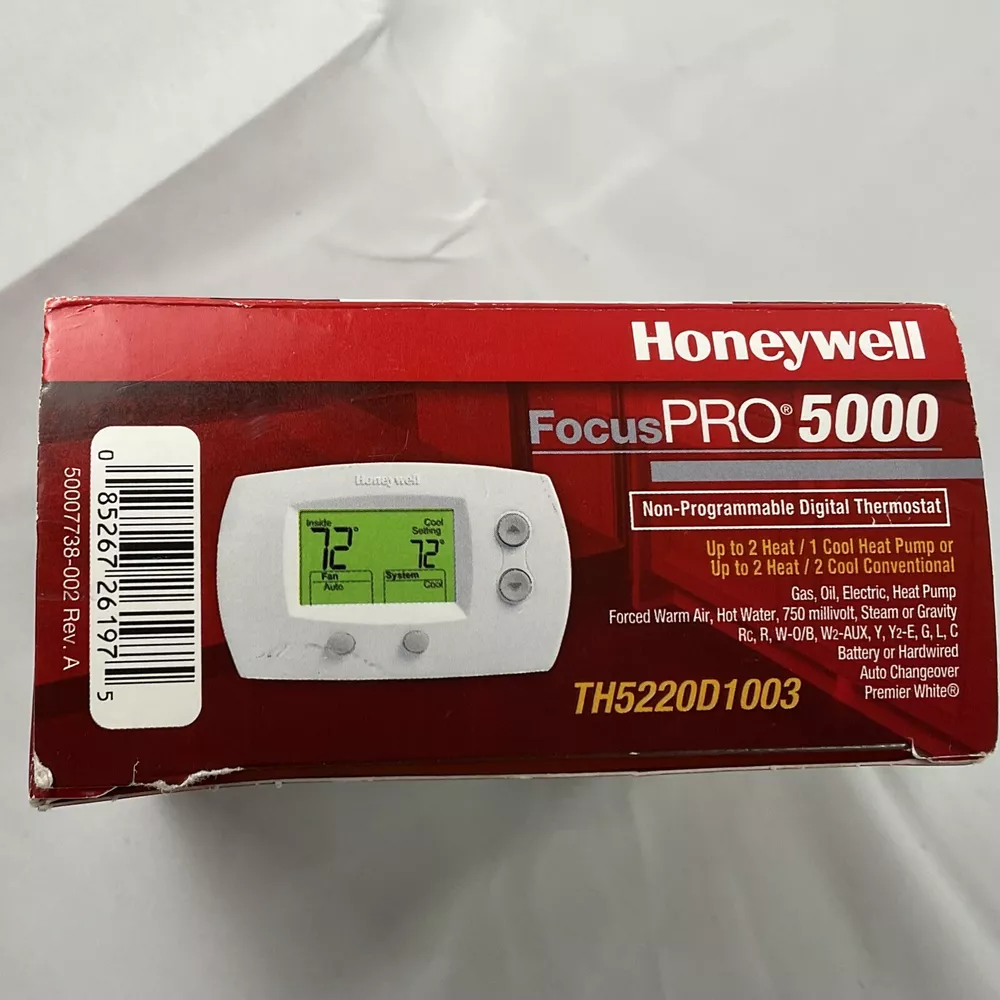 Honeywell
FocusPRO® 5000
Non-Programmable Digital Thermostat
Up to 2 Heat / 1 Cool Heat Pump or
Up to 2 Heat / 2 Cool Conventional
Gas, Oil, Electric, Heat Pump
Forced Warm Air, Hot Water, 750 millivolt, Steam or Gravity
Rc, R, W-O/B, W2-AUX, Y, Y2-E, G, L, C
Battery or Hardwired
Auto Changeover
Premier White®
TH5220D1003
Honeywell
Inside
72°
Cool
Setting
72°
Fan
Auto
System
Cool
0 85267 26197 5
50007738-002 Rev. A